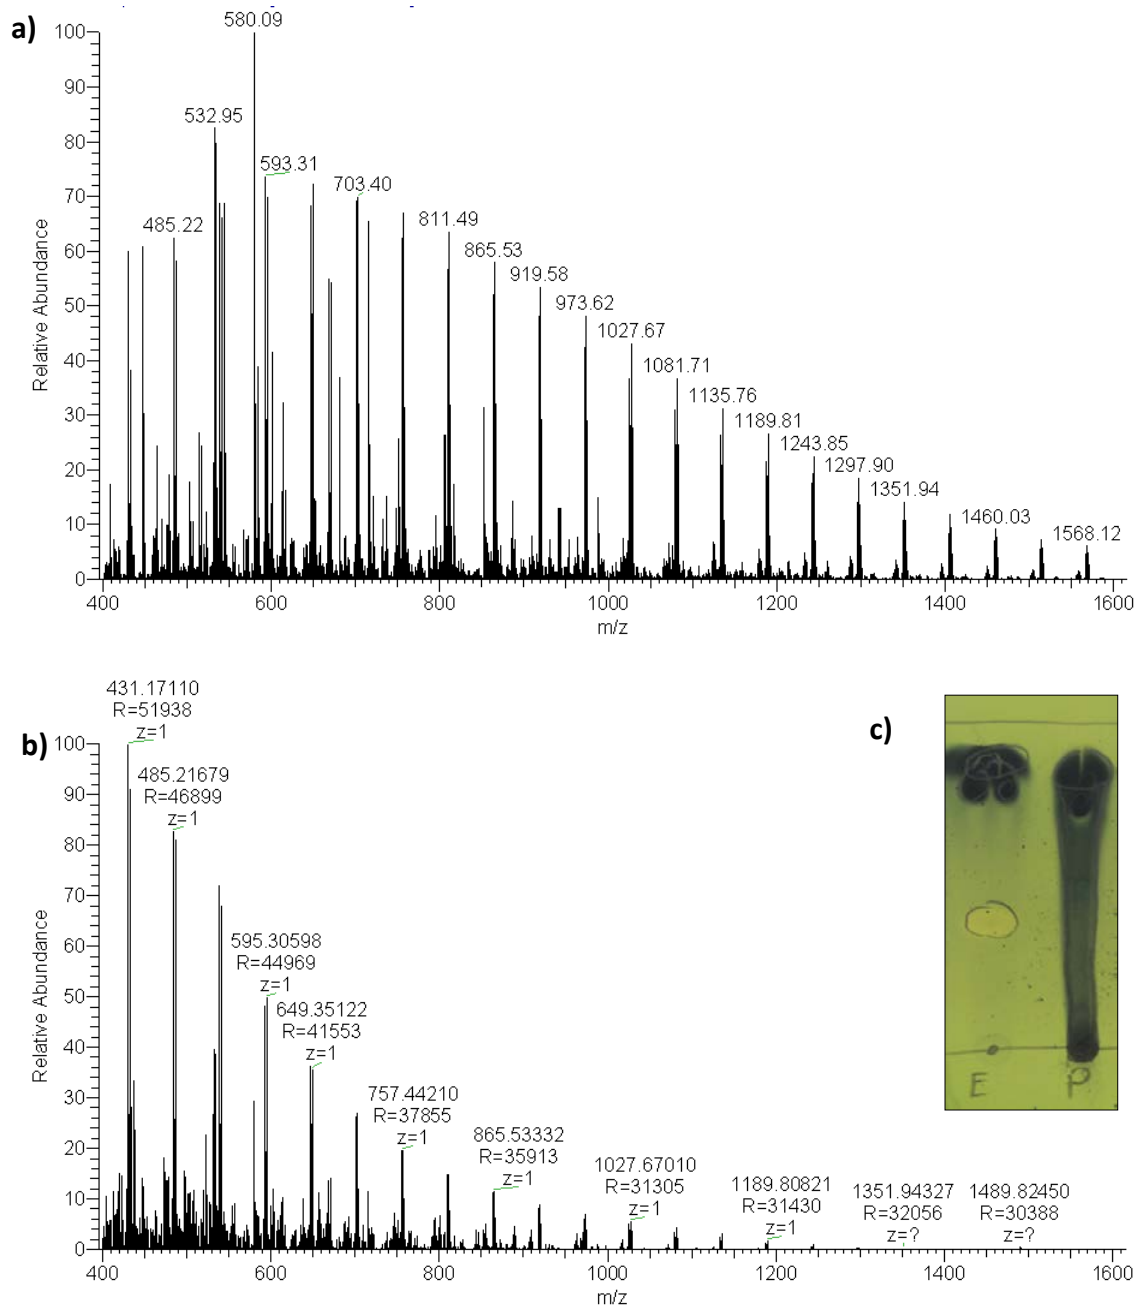 a)
580.09
532.95
593.31
703.40
485.22
811.49
865.53
919.58
973.62
1027.67
1081.71
1135.76
1189.81
1243.85
1297.90
1351.94
1460.03
1568.12
100
90
80
70
60
50
40
30
20
10
0
Relative Abundance
400 600 800 1000 1200 1400 1600
m/z
b)
431.17110
R=51938
z=1
485.21679
R=46899
z=1
595.30598
R=44969
z=1
649.35122
R=41553
z=1
757.44210
R=37855
z=1
865.53332
R=35913
z=1
1027.67010
R=31305
z=1
1189.80821
R=31430
z=1
1351.94327
R=32056
z=?
1489.82450
R=30388
z=?
100
90
80
70
60
50
40
30
20
10
0
Relative Abundance
400 600 800 1000 1200 1400 1600
m/z
c)
E P